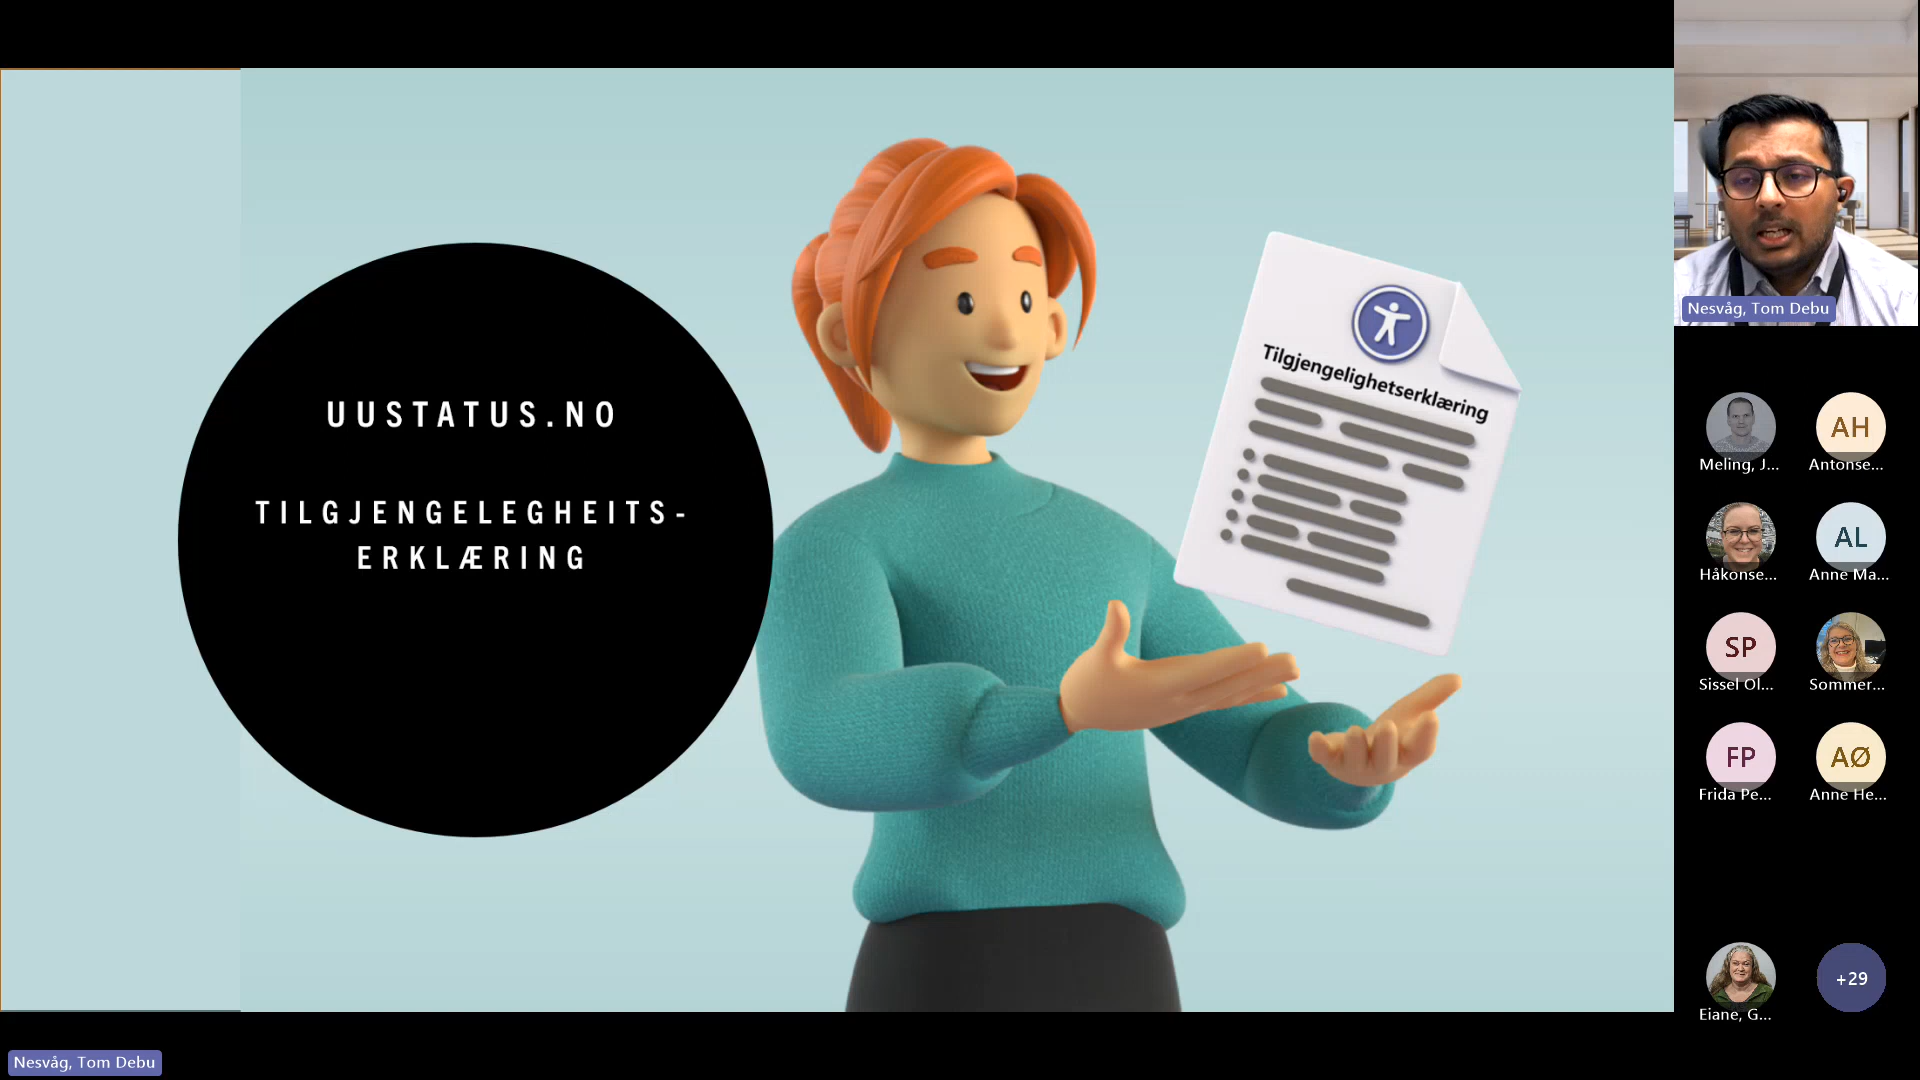 UUSTATUS.NO
TILGJENGELEGHEITS-
ERKLÆRING
Tilgjengelighetserklæring
Nesvåg, Tom Debu
Meling, J...
AH
Antonse...
Håkonse...
AL
Anne Ma...
SP
Sissel Ol...
Sommer...
FP
Frida Pe...
AØ
Anne He...
Eiane, G...
+29
Nesvåg, Tom Debu